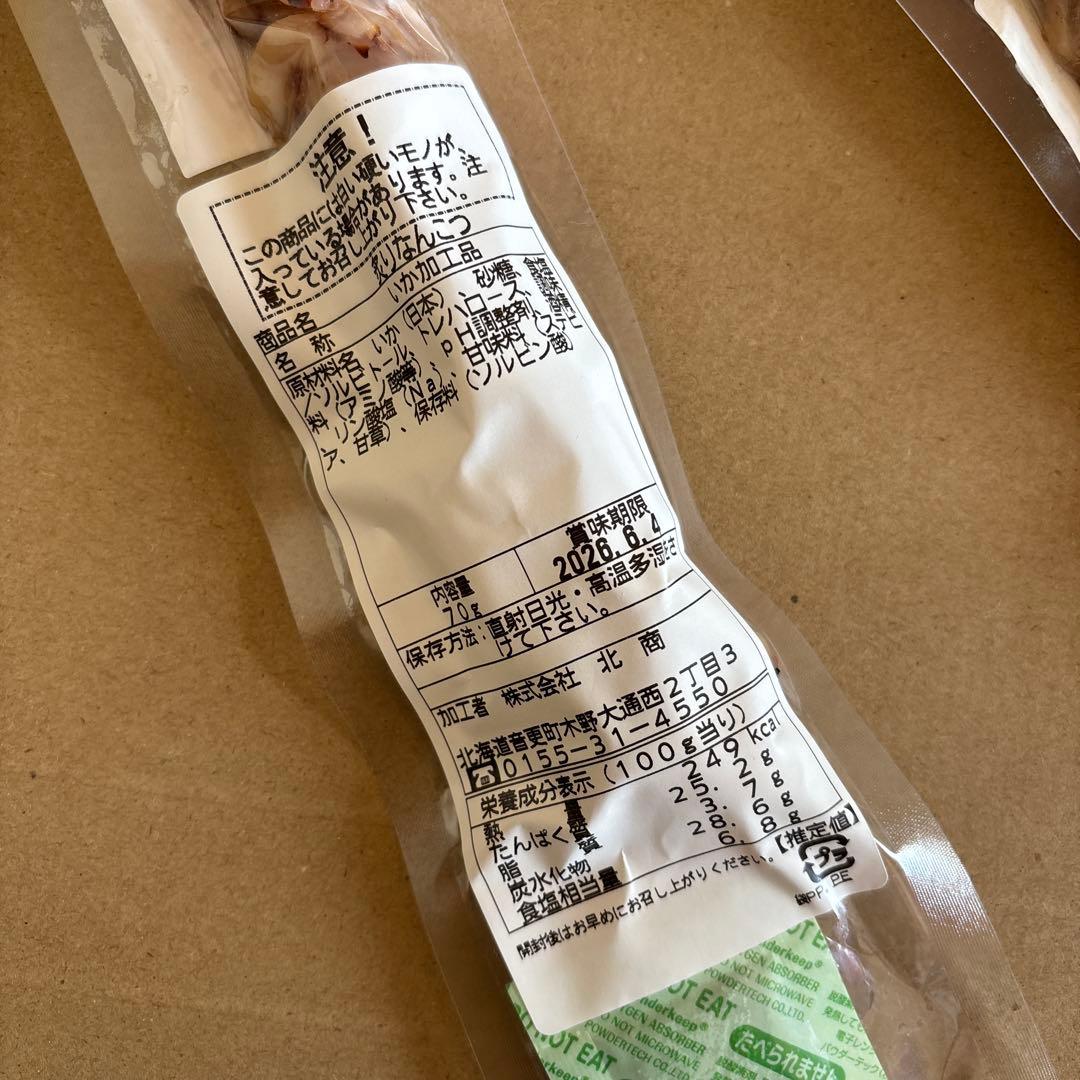 注意！
この商品には白い硬いモノが、
入っている場合があります。注
意してお召し上がり下さい。
商品名 炙りなんこつ
名称 いか加工品
原材料名 いか（日本）、砂糖、食塩
／ソルビトール、トレハロース、調味
料（アミノ酸等）、pH調整剤、酒精、
リン酸塩（Na）、甘味料（ステビ
ア、甘草）、保存料（ソルビン酸）
内容量 賞味期限
70g 2026.6.4
保存方法：直射日光・高温多湿をさ
けて下さい。
加工者 株式会社 北商
北海道音更町木野大通西2丁目3
☎0155-31-4550
栄養成分表示（100g当り）
熱量 249kcal
たんぱく質 25.2g
脂質 3.7g
炭水化物 28.6g
食塩相当量 6.8g
【推定値】
開封後はお早めにお召し上がりください。
プラ
PP,PE
NOT EAT
OXYGEN ABSORBER
DO NOT MICROWAVE
POWDERTECH CO.,LTD.
たべられません